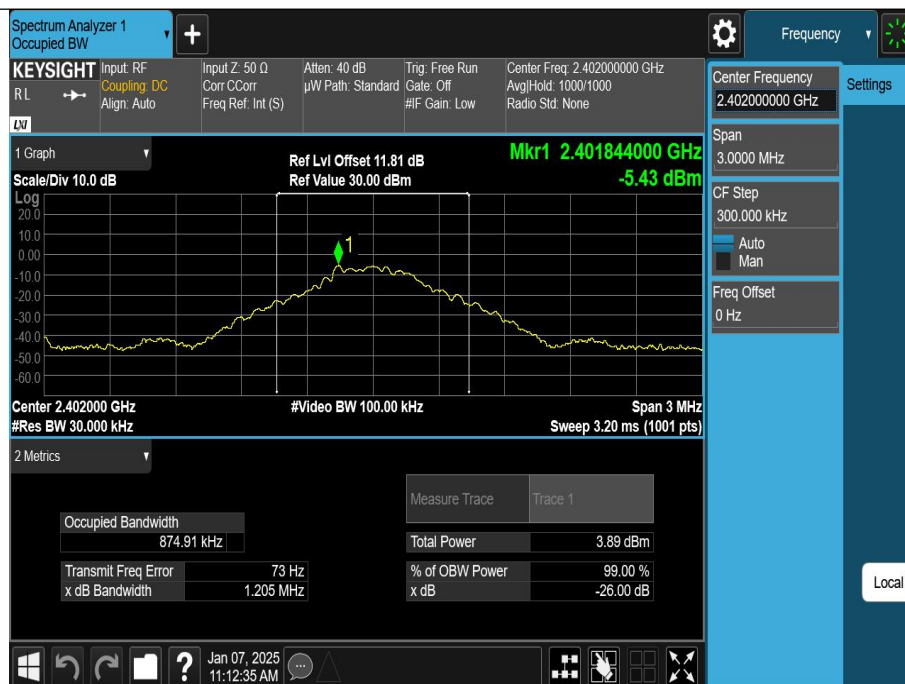 Spectrum Analyzer 1
Occupied BW
▼
+
Frequency
▼
KEYSIGHT
RL
LXI
Input: RF
Coupling: DC
Align: Auto
Input Z: 50 Ω
Corr CCorr
Freq Ref: Int (S)
Atten: 40 dB
µW Path: Standard
Trig: Free Run
Gate: Off
#IF Gain: Low
Center Freq: 2.402000000 GHz
Avg|Hold: 1000/1000
Radio Std: None
Center Frequency
2.402000000 GHz
Settings
Span
3.0000 MHz
CF Step
300.000 kHz
Auto
Man
Freq Offset
0 Hz
Local
1 Graph
▼
Scale/Div 10.0 dB
Ref Lvl Offset 11.81 dB
Ref Value 30.00 dBm
Mkr1 2.401844000 GHz
-5.43 dBm
Log
20.0
10.0
0.00
-10.0
-20.0
-30.0
-40.0
-50.0
-60.0
1
Center 2.402000 GHz
#Res BW 30.000 kHz
#Video BW 100.00 kHz
Span 3 MHz
Sweep 3.20 ms (1001 pts)
2 Metrics
▼
Measure Trace Trace 1
Occupied Bandwidth
874.91 kHz
Total Power 3.89 dBm
Transmit Freq Error 73 Hz
% of OBW Power 99.00 %
x dB Bandwidth 1.205 MHz
x dB -26.00 dB
?
Jan 07, 2025
11:12:35 AM